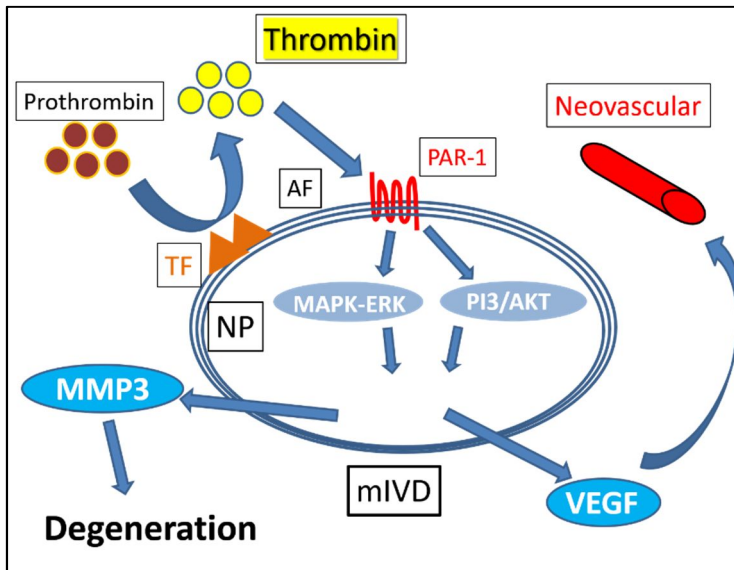 Thrombin
Prothrombin
Neovascular
PAR-1
AF
TF
MAPK-ERK
PI3/AKT
NP
MMP3
mIVD
VEGF
Degeneration